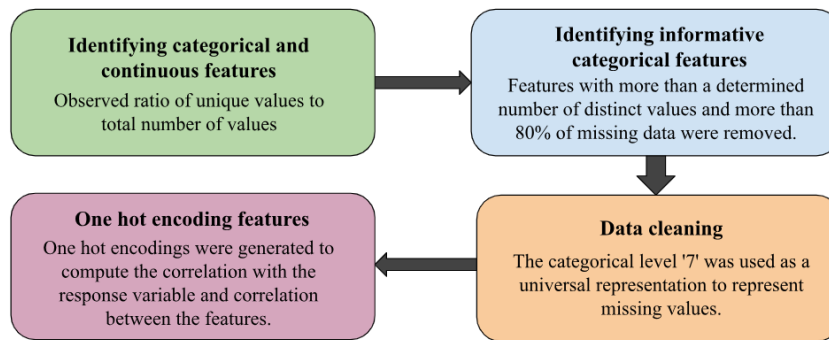 Identifying categorical and
continuous features
Observed ratio of unique values to
total number of values
Identifying informative
categorical features
Features with more than a determined
number of distinct values and more than
80% of missing data were removed.
Data cleaning
The categorical level '7' was used as a
universal representation to represent
missing values.
One hot encoding features
One hot encodings were generated to
compute the correlation with the
response variable and correlation
between the features.